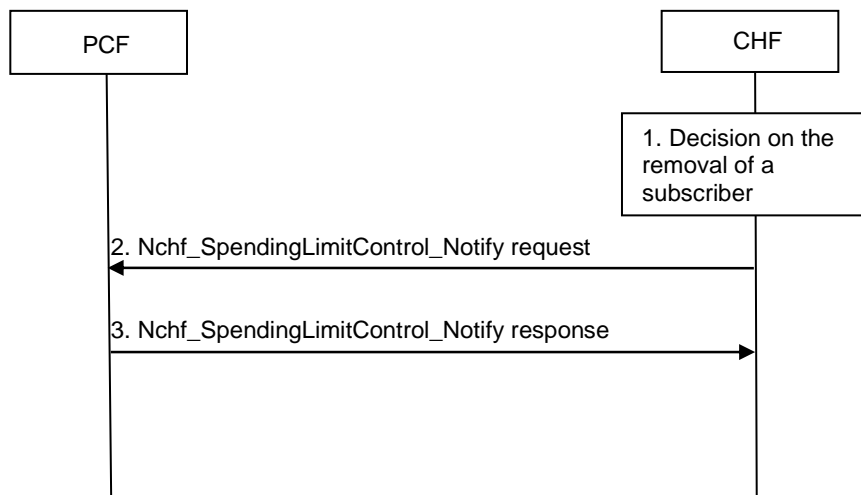 PCF
CHF
1. Decision on the
removal of a
subscriber
2. Nchf_SpendingLimitControl_Notify request
3. Nchf_SpendingLimitControl_Notify response